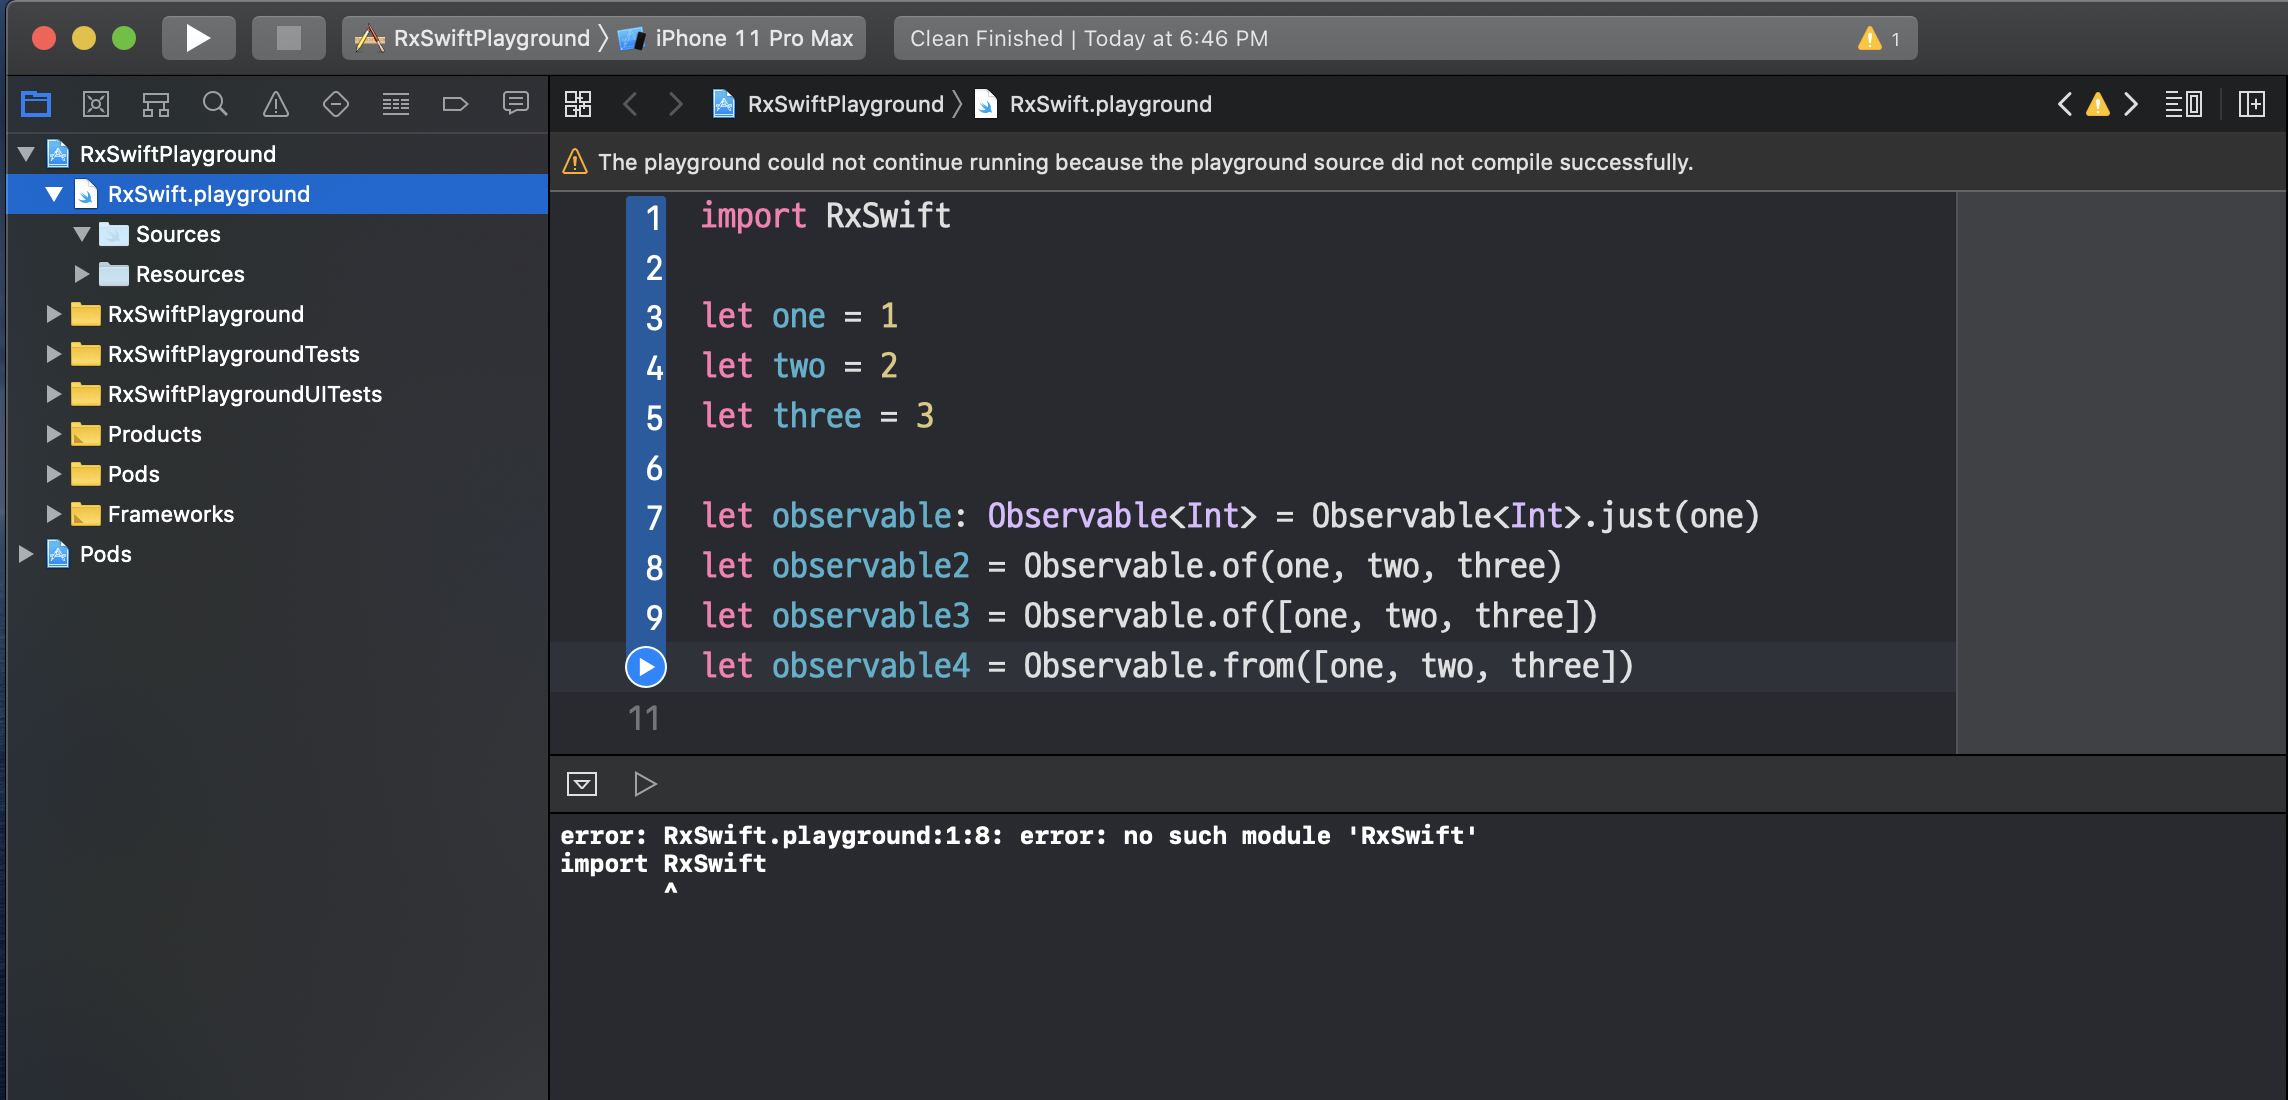 RxSwiftPlayground 〉 iPhone 11 Pro Max
Clean Finished | Today at 6:46 PM
1
RxSwiftPlayground 〉 RxSwift.playground
The playground could not continue running because the playground source did not compile successfully.
RxSwiftPlayground
RxSwift.playground
Sources
Resources
RxSwiftPlayground
RxSwiftPlaygroundTests
RxSwiftPlaygroundUITests
Products
Pods
Frameworks
Pods
1 import RxSwift
2
3 let one = 1
4 let two = 2
5 let three = 3
6
7 let observable: Observable<Int> = Observable<Int>.just(one)
8 let observable2 = Observable.of(one, two, three)
9 let observable3 = Observable.of([one, two, three])
let observable4 = Observable.from([one, two, three])
11
error: RxSwift.playground:1:8: error: no such module 'RxSwift'
import RxSwift
^